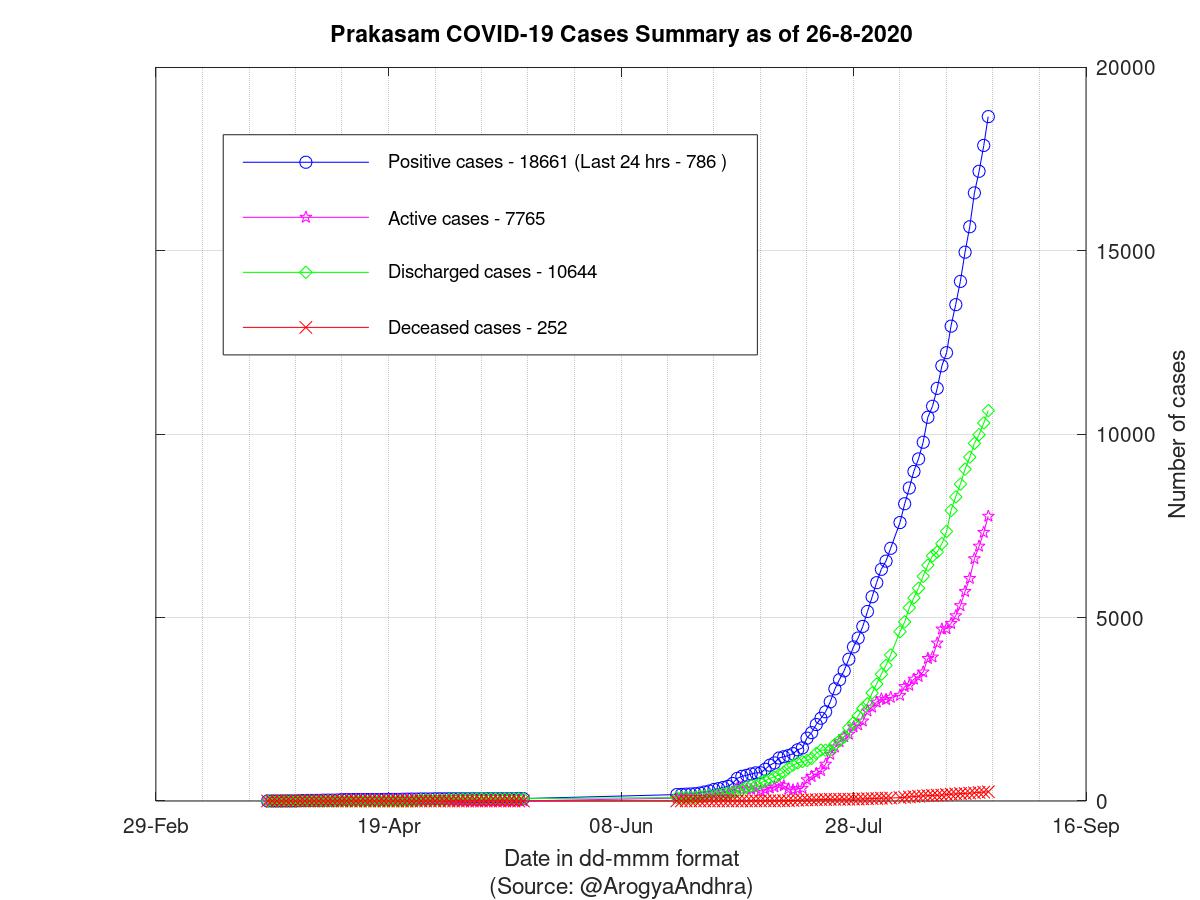 Prakasam COVID-19 Cases Summary as of 26-8-2020
20000
Positive cases - 18661 (Last 24 hrs - 786 )
Active cases - 7765
15000
Discharged cases - 10644
Deceased cases - 252
10000
Number of cases
5000
0
29-Feb 19-Apr 08-Jun 28-Jul 16-Sep
Date in dd-mmm format
(Source: @ArogyaAndhra)